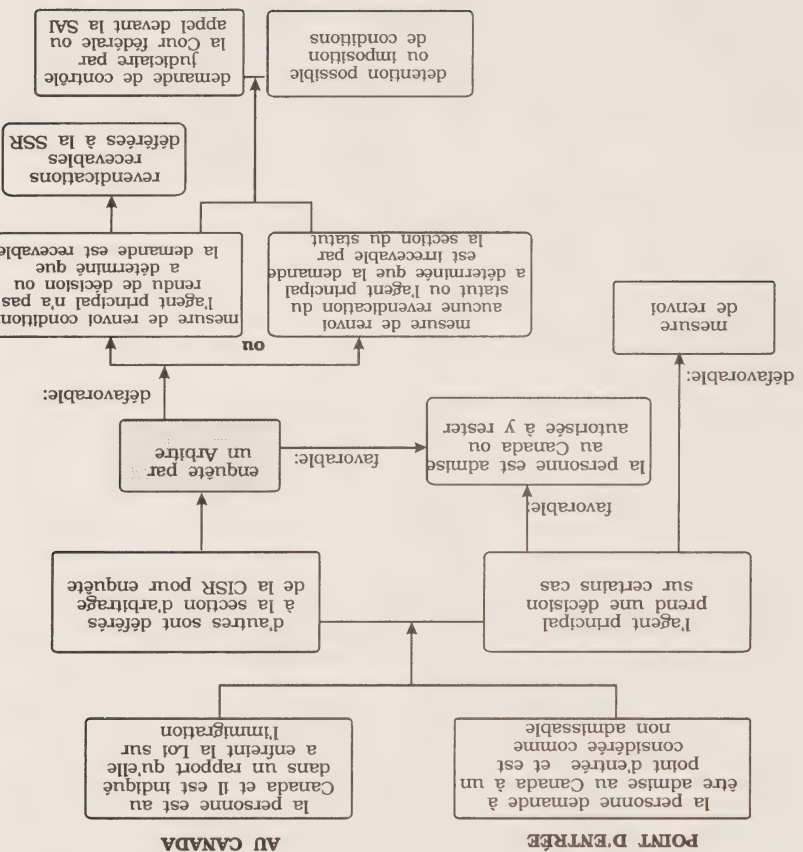 POINT D'ENTRÉE
AU CANADA
la personne demande à
être admise au Canada à un
point d'entrée et est
considérée comme
non admissable
la personne est au
Canada et il est indiqué
dans un rapport qu'elle
a enfreint la Loi sur
l'immigration
l'agent principal
prend une décision
sur certains cas
d'autres sont déférés
à la section d'arbitrage
de la CISR pour enquête
favorable:
la personne est admise
au Canada ou
autorisée à y rester
favorable:
enquête par
un Arbitre
défavorable:
défavorable:
mesure
de renvoi
ou
mesure de renvoi
aucune revendication du
statut ou l'agent principal
a déterminée que la demande
est irrecevable par
la section du statut
mesure de renvoi condition
l'agent principal n'a pas
rendu de décision ou
a déterminé que
la demande est recevable
revendications
recevables
déférées à la SSR
detention possible
ou imposition
de conditions
demande de contrôle
judiciaire par
la Cour fédérale ou
appel devant la SAI